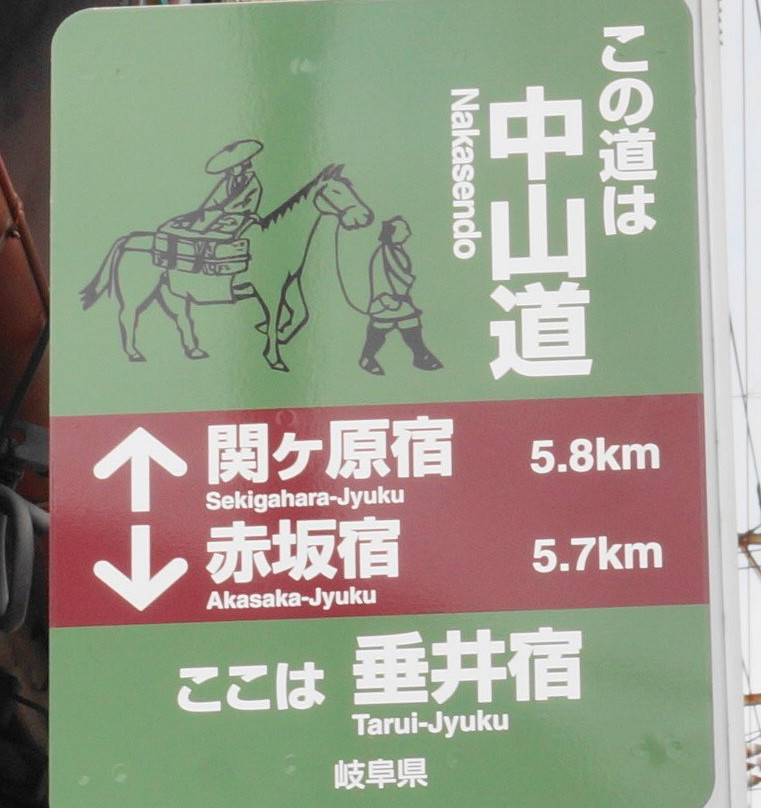 この道は
中山道
Nakasendo
関ヶ原宿 5.8km
Sekigahara-Jyuku
赤坂宿 5.7km
Akasaka-Jyuku
ここは 垂井宿
Tarui-Jyuku
岐阜県